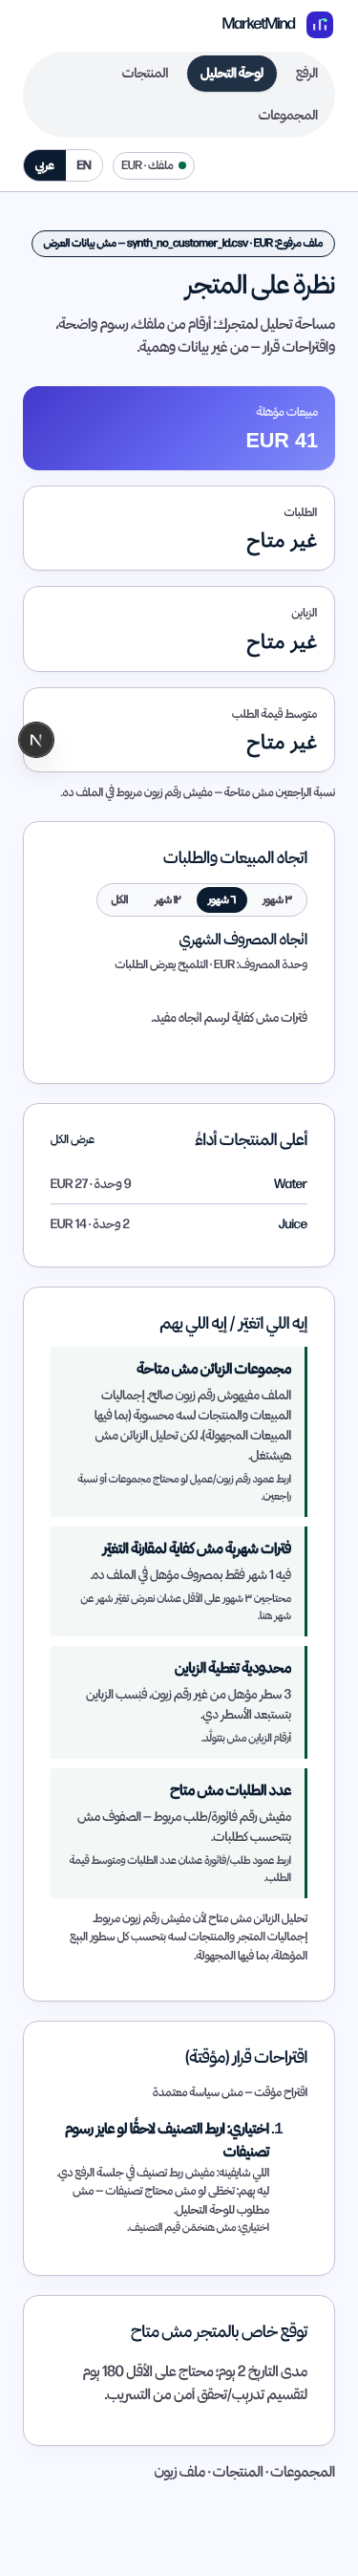 MarketMind
الرفع
لوحة التحليل
المنتجات
المجموعات
ملفك · EUR
EN
عربي
ملف مرفوع: synth_no_customer_id.csv · EUR — مش بيانات العرض
نظرة على المتجر
مساحة تحليل لمتجرك: أرقام من ملفك، رسوم واضحة،
واقتراحات قرار — من غير بيانات وهمية.
مبيعات مؤهلة
EUR 41
الطلبات
غير متاح
الزباين
غير متاح
متوسط قيمة الطلب
غير متاح
N
نسبة الراجعين مش متاحة — مفيش رقم زبون مربوط في الملف ده.
اتجاه المبيعات والطلبات
٣ شهور
٦ شهور
١٢ شهر
الكل
اتجاه المصروف الشهري
وحدة المصروف: EUR · التلميح يعرض الطلبات
فترات مش كفاية لرسم اتجاه مفيد.
أعلى المنتجات أداءً
عرض الكل
Water
9 وحدة · EUR 27
Juice
2 وحدة · EUR 14
إيه اللي اتغيّر / إيه اللي يهم
مجموعات الزبائن مش متاحة
الملف مفيهوش رقم زبون صالح. إجماليات
المبيعات والمنتجات لسه محسوبة (بما فيها
المبيعات المجهولة)، لكن تحليل الزبائن مش
هيشتغل.
اربط عمود رقم زبون/عميل لو محتاج مجموعات أو نسبة
راجعين.
فترات شهرية مش كفاية لمقارنة التغيّر
فيه 1 شهر فقط بمصروف مؤهل في الملف ده.
محتاجين ٣ شهور على الأقل عشان نعرض تغيّر شهر عن
شهر هنا.
محدودية تغطية الزباين
3 سطر مؤهل من غير رقم زبون، فنِسب الزباين
بتستبعد الأسطر دي.
أرقام الزباين مش بتتولّد.
عدد الطلبات مش متاح
مفيش رقم فاتورة/طلب مربوط — الصفوف مش
بتتحسب كطلبات.
اربط عمود طلب/فاتورة عشان عدد الطلبات ومتوسط قيمة
الطلب.
تحليل الزبائن مش متاح لأن مفيش رقم زبون مربوط.
إجماليات المتجر والمنتجات لسه بتحسب كل سطور البيع
المؤهلة، بما فيها المجهولة.
اقتراحات قرار (مؤقتة)
اقتراح مؤقت — مش سياسة معتمدة
1. اختياري: اربط التصنيف لاحقًا لو عايز رسوم
تصنيفات
اللي شايفينه: مفيش ربط تصنيف في جلسة الرفع دي.
ليه يهم: تخطّى لو مش محتاج تصنيفات — مش
مطلوب للوحة التحليل.
اختياري: مش هنخمّن قيم التصنيف.
توقع خاص بالمتجر مش متاح
مدى التاريخ 2 يوم؛ محتاج على الأقل 180 يوم
لتقسيم تدريب/تحقق آمن من التسريب.
المجموعات · المنتجات · ملف زبون